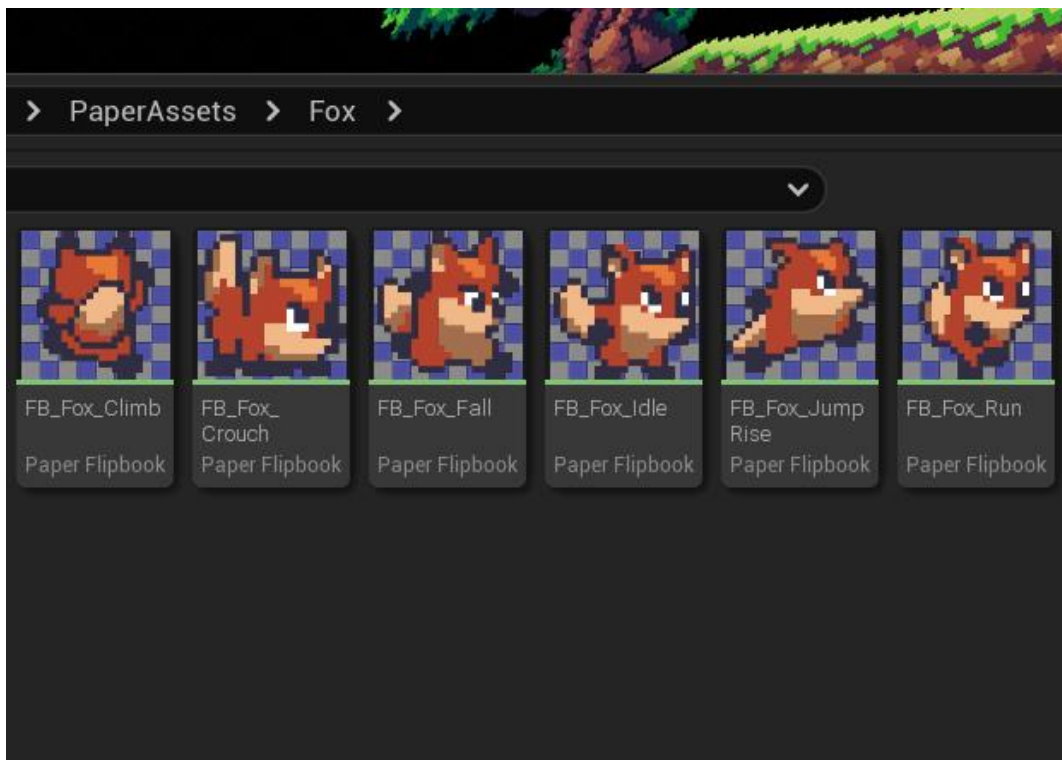 > PaperAssets > Fox >
FB_Fox_Climb
Paper Flipbook
FB_Fox_
Crouch
Paper Flipbook
FB_Fox_Fall
Paper Flipbook
FB_Fox_Idle
Paper Flipbook
FB_Fox_Jump
Rise
Paper Flipbook
FB_Fox_Run
Paper Flipbook